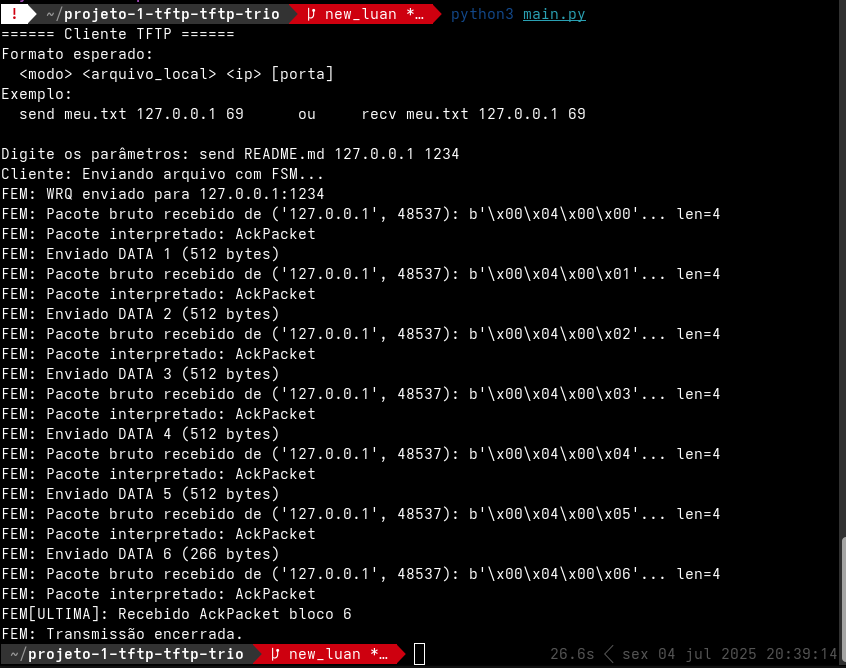 ! ~/projeto-1-tftp-tftp-trio new_luan *… python3 main.py
====== Cliente TFTP ======
Formato esperado:
  <modo> <arquivo_local> <ip> [porta]
Exemplo:
  send meu.txt 127.0.0.1 69      ou     recv meu.txt 127.0.0.1 69
Digite os parâmetros: send README.md 127.0.0.1 1234
Cliente: Enviando arquivo com FSM...
FEM: WRQ enviado para 127.0.0.1:1234
FEM: Pacote bruto recebido de ('127.0.0.1', 48537): b'\x00\x04\x00\x00'... len=4
FEM: Pacote interpretado: AckPacket
FEM: Enviado DATA 1 (512 bytes)
FEM: Pacote bruto recebido de ('127.0.0.1', 48537): b'\x00\x04\x00\x01'... len=4
FEM: Pacote interpretado: AckPacket
FEM: Enviado DATA 2 (512 bytes)
FEM: Pacote bruto recebido de ('127.0.0.1', 48537): b'\x00\x04\x00\x02'... len=4
FEM: Pacote interpretado: AckPacket
FEM: Enviado DATA 3 (512 bytes)
FEM: Pacote bruto recebido de ('127.0.0.1', 48537): b'\x00\x04\x00\x03'... len=4
FEM: Pacote interpretado: AckPacket
FEM: Enviado DATA 4 (512 bytes)
FEM: Pacote bruto recebido de ('127.0.0.1', 48537): b'\x00\x04\x00\x04'... len=4
FEM: Pacote interpretado: AckPacket
FEM: Enviado DATA 5 (512 bytes)
FEM: Pacote bruto recebido de ('127.0.0.1', 48537): b'\x00\x04\x00\x05'... len=4
FEM: Pacote interpretado: AckPacket
FEM: Enviado DATA 6 (266 bytes)
FEM: Pacote bruto recebido de ('127.0.0.1', 48537): b'\x00\x04\x00\x06'... len=4
FEM: Pacote interpretado: AckPacket
FEM[ULTIMA]: Recebido AckPacket bloco 6
FEM: Transmissão encerrada.
~/projeto-1-tftp-tftp-trio new_luan *… 26.6s sex 04 jul 2025 20:39:14